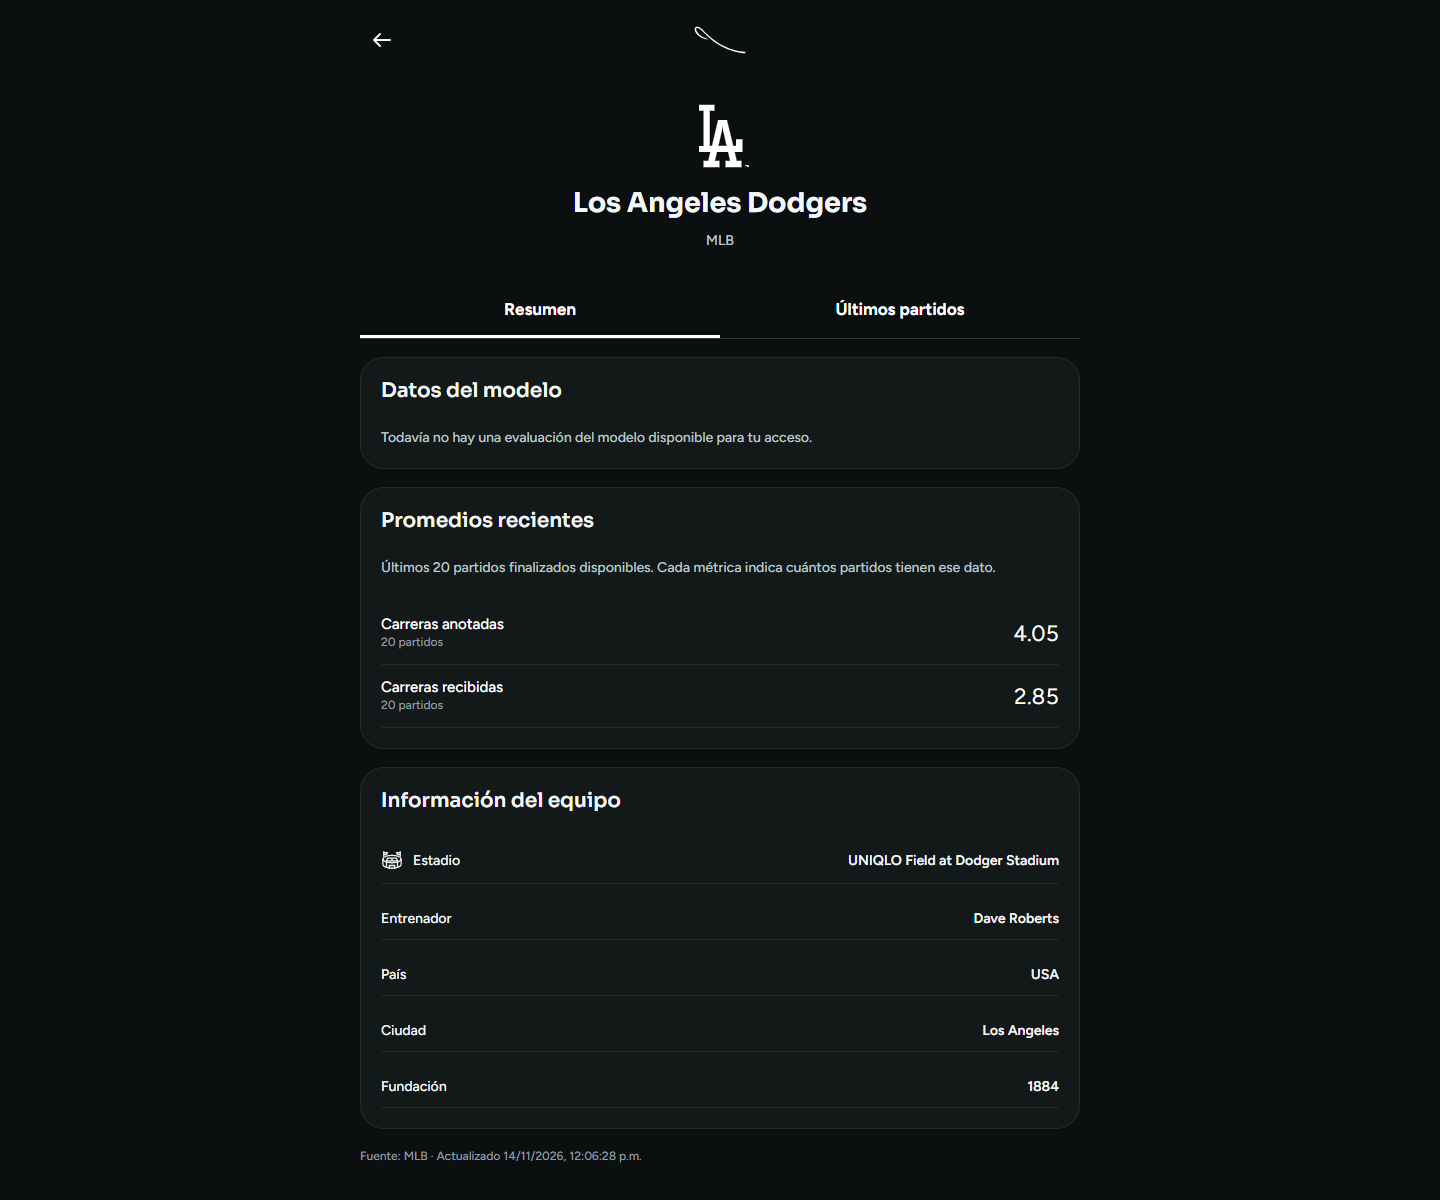 LA
Los Angeles Dodgers
MLB
Resumen
Últimos partidos
Datos del modelo
Todavía no hay una evaluación del modelo disponible para tu acceso.
Promedios recientes
Últimos 20 partidos finalizados disponibles. Cada métrica indica cuántos partidos tienen ese dato.
Carreras anotadas
20 partidos
4.05
Carreras recibidas
20 partidos
2.85
Información del equipo
Estadio
UNIQLO Field at Dodger Stadium
Entrenador
Dave Roberts
País
USA
Ciudad
Los Angeles
Fundación
1884
Fuente: MLB · Actualizado 14/11/2026, 12:06:28 p.m.